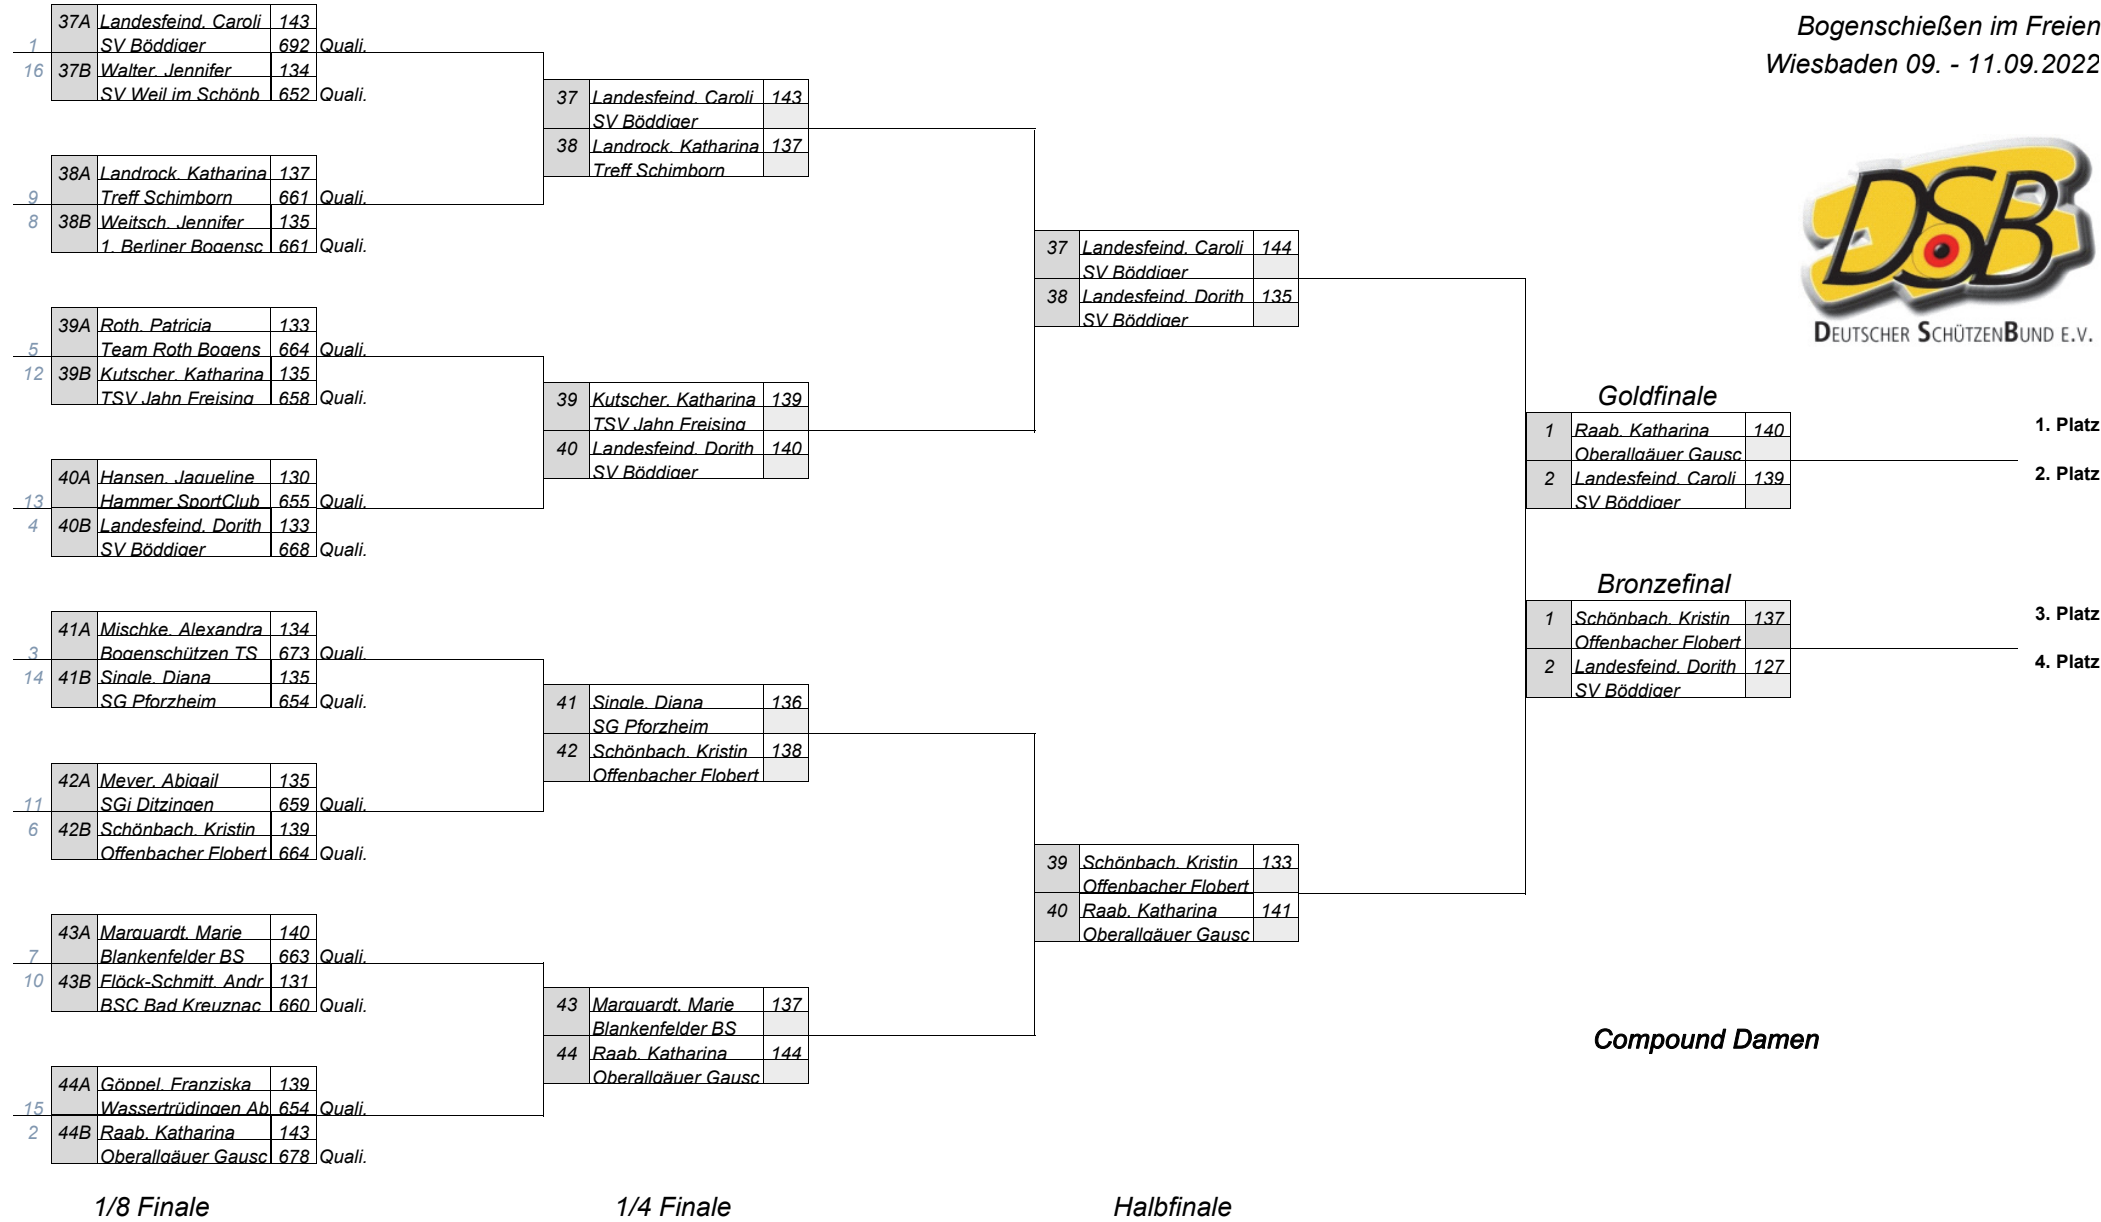 Bogenschießen im Freien
Wiesbaden 09. - 11.09.2022
DSB
DEUTSCHER SCHÜTZENBUND E.V.
37A Landesfeind, Caroli 143
1 SV Böddiger 692 Quali.
16 37B Walter, Jennifer 134
SV Weil im Schönb 652 Quali.
38A Landrock, Katharina 137
9 Treff Schimborn 661 Quali.
8 38B Weitsch, Jennifer 135
1. Berliner Bogensc 661 Quali.
39A Roth, Patricia 133
5 Team Roth Bogens 664 Quali.
12 39B Kutscher, Katharina 135
TSV Jahn Freising 658 Quali.
40A Hansen, Jaqueline 130
13 Hammer SportClub 655 Quali.
4 40B Landesfeind, Dorith 133
SV Böddiger 668 Quali.
41A Mischke, Alexandra 134
3 Bogenschützen TS 673 Quali.
14 41B Single, Diana 135
SG Pforzheim 654 Quali.
42A Meyer, Abigail 135
11 SGi Ditzingen 659 Quali.
6 42B Schönbach, Kristin 139
Offenbacher Flobert 664 Quali.
43A Marquardt, Marie 140
7 Blankenfelder BS 663 Quali.
10 43B Flöck-Schmitt, Andr 131
BSC Bad Kreuznac 660 Quali.
44A Göppel, Franziska 139
15 Wassertrüdingen Ab 654 Quali.
2 44B Raab, Katharina 143
Oberallgäuer Gausc 678 Quali.
1/8 Finale
37 Landesfeind, Caroli 143
SV Böddiger
38 Landrock, Katharina 137
Treff Schimborn
39 Kutscher, Katharina 139
TSV Jahn Freising
40 Landesfeind, Dorith 140
SV Böddiger
41 Single, Diana 136
SG Pforzheim
42 Schönbach, Kristin 138
Offenbacher Flobert
43 Marquardt, Marie 137
Blankenfelder BS
44 Raab, Katharina 144
Oberallgäuer Gausc
1/4 Finale
37 Landesfeind, Caroli 144
SV Böddiger
38 Landesfeind, Dorith 135
SV Böddiger
39 Schönbach, Kristin 133
Offenbacher Flobert
40 Raab, Katharina 141
Oberallgäuer Gausc
Halbfinale
Goldfinale
1 Raab, Katharina 140 1. Platz
Oberallgäuer Gausc
2 Landesfeind, Caroli 139 2. Platz
SV Böddiger
Bronzefinal
1 Schönbach, Kristin 137 3. Platz
Offenbacher Flobert
2 Landesfeind, Dorith 127 4. Platz
SV Böddiger
Compound Damen